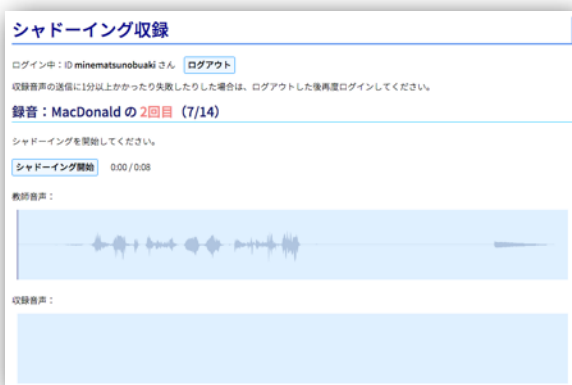 シャドーイング収録
ログイン中：ID minematsunobuaki さん ログアウト
収録音声の送信に1分以上かかったり失敗したりした場合は、ログアウトした後再度ログインしてください。
録音：MacDonald の 2回目（7/14）
シャドーイングを開始してください。
シャドーイング開始 0:00 / 0:08
教師音声：
収録音声：